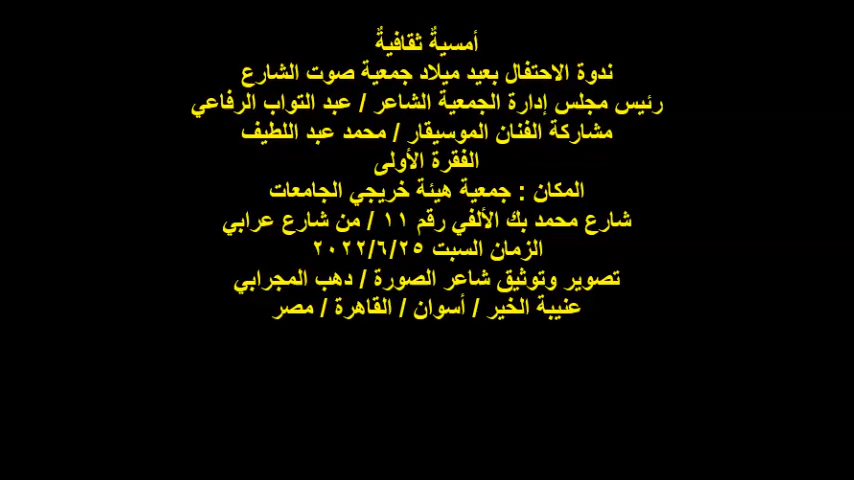 أمسيةٌ ثقافيةٌ
ندوة الاحتفال بعيد ميلاد جمعية صوت الشارع
رئيس مجلس إدارة الجمعية الشاعر / عبد التواب الرفاعي
مشاركة الفنان الموسيقار / محمد عبد اللطيف
الفقرة الأولى
المكان : جمعية هيئة خريجي الجامعات
شارع محمد بك الألفي رقم ١١ / من شارع عرابي
الزمان السبت ٢٠٢٢/٦/٢٥
تصوير وتوثيق شاعر الصورة / دهب المجرابي
عنيبة الخير / أسوان / القاهرة / مصر